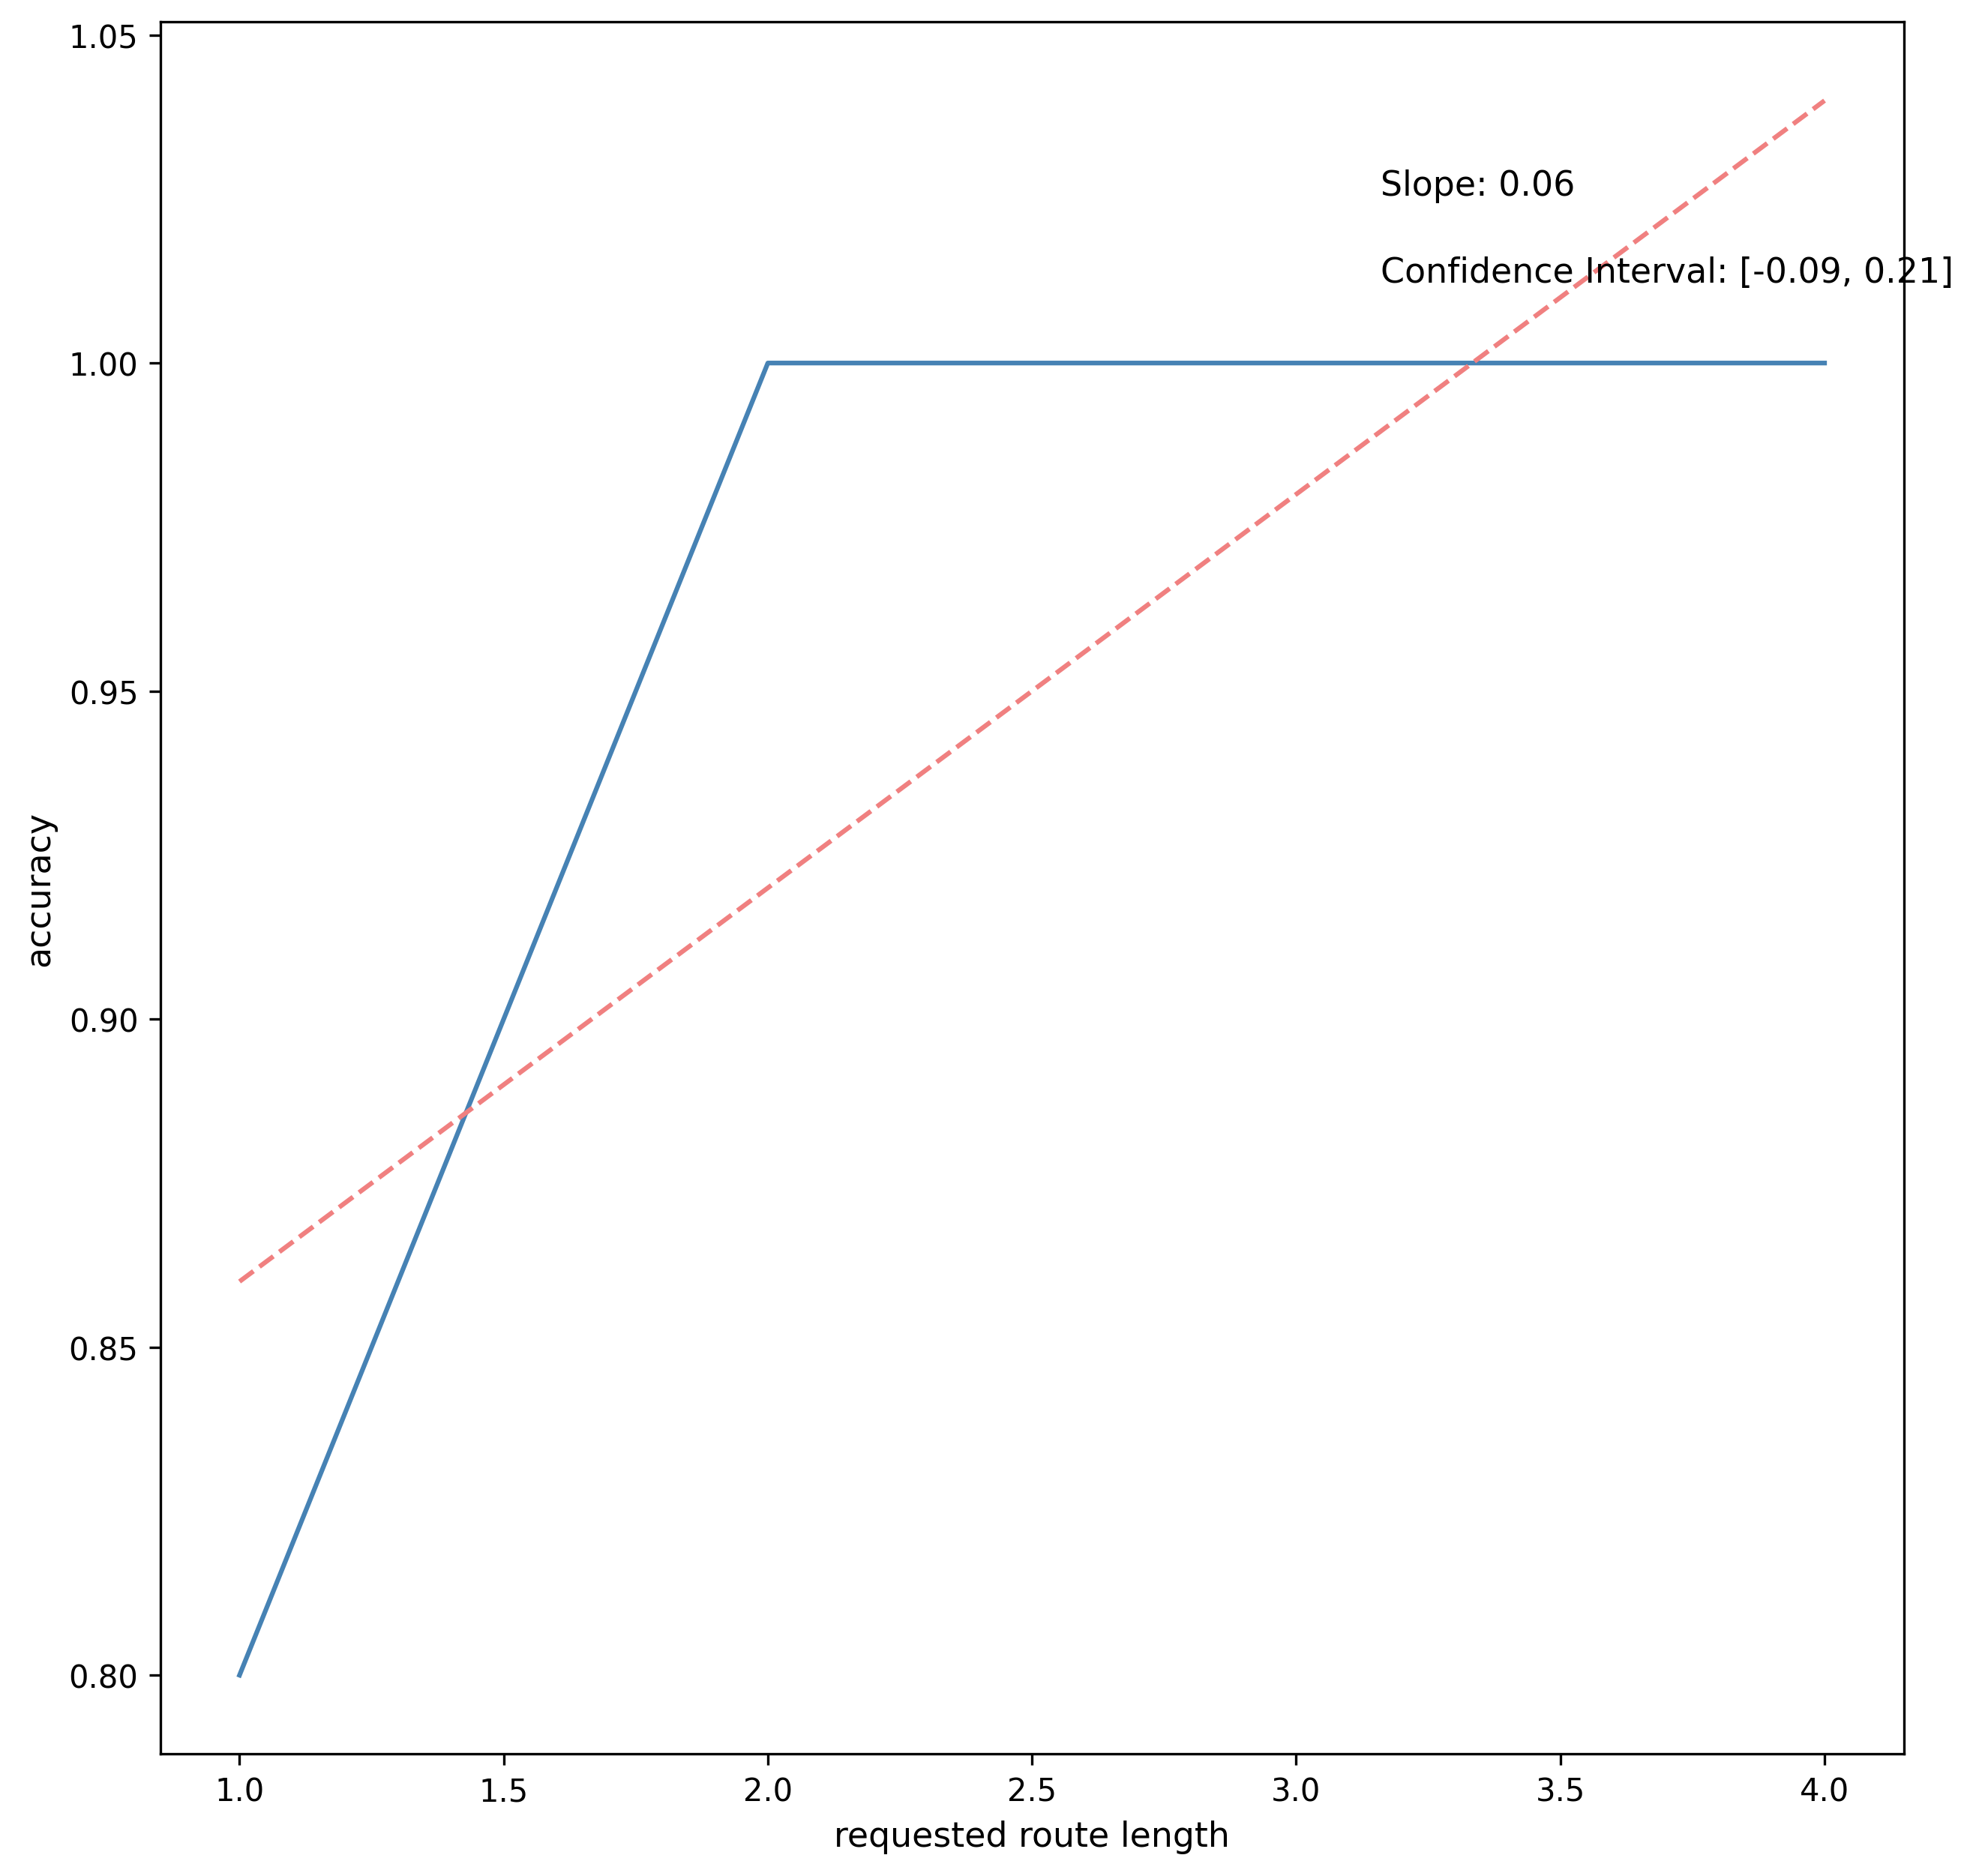 1.05
1.00
0.95
0.90
0.85
0.80
accuracy
Slope: 0.06
Confidence Interval: [-0.09, 0.21]
1.0 1.5 2.0 2.5 3.0 3.5 4.0
requested route length